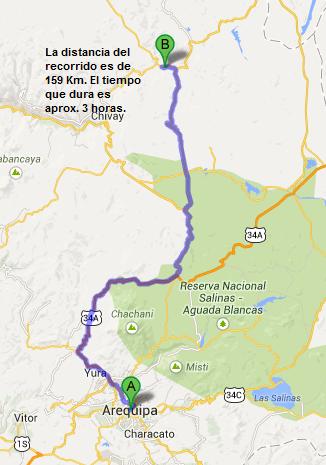 La distancia del
recorrido es de
159 Km. El tiempo
que dura es
aprox. 3 horas.
B
Chivay
abancaya
34A
Reserva Nacional
Salinas -
Aguada Blancas
Chachani
34A
Misti
Yura
A
34C
Las Salinas
Arequipa
Vitor
Characato
1S